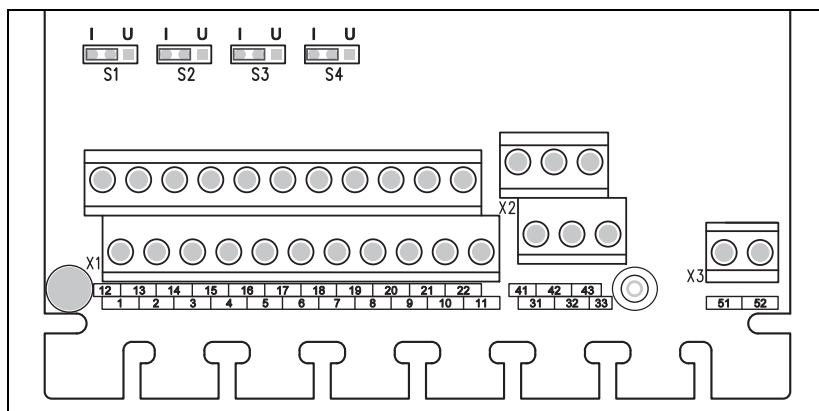 I U I U I U I U
S1 S2 S3 S4
X2
X1 X3
12 13 14 15 16 17 18 19 20 21 22 41 42 43
1 2 3 4 5 6 7 8 9 10 11 31 32 33 51 52